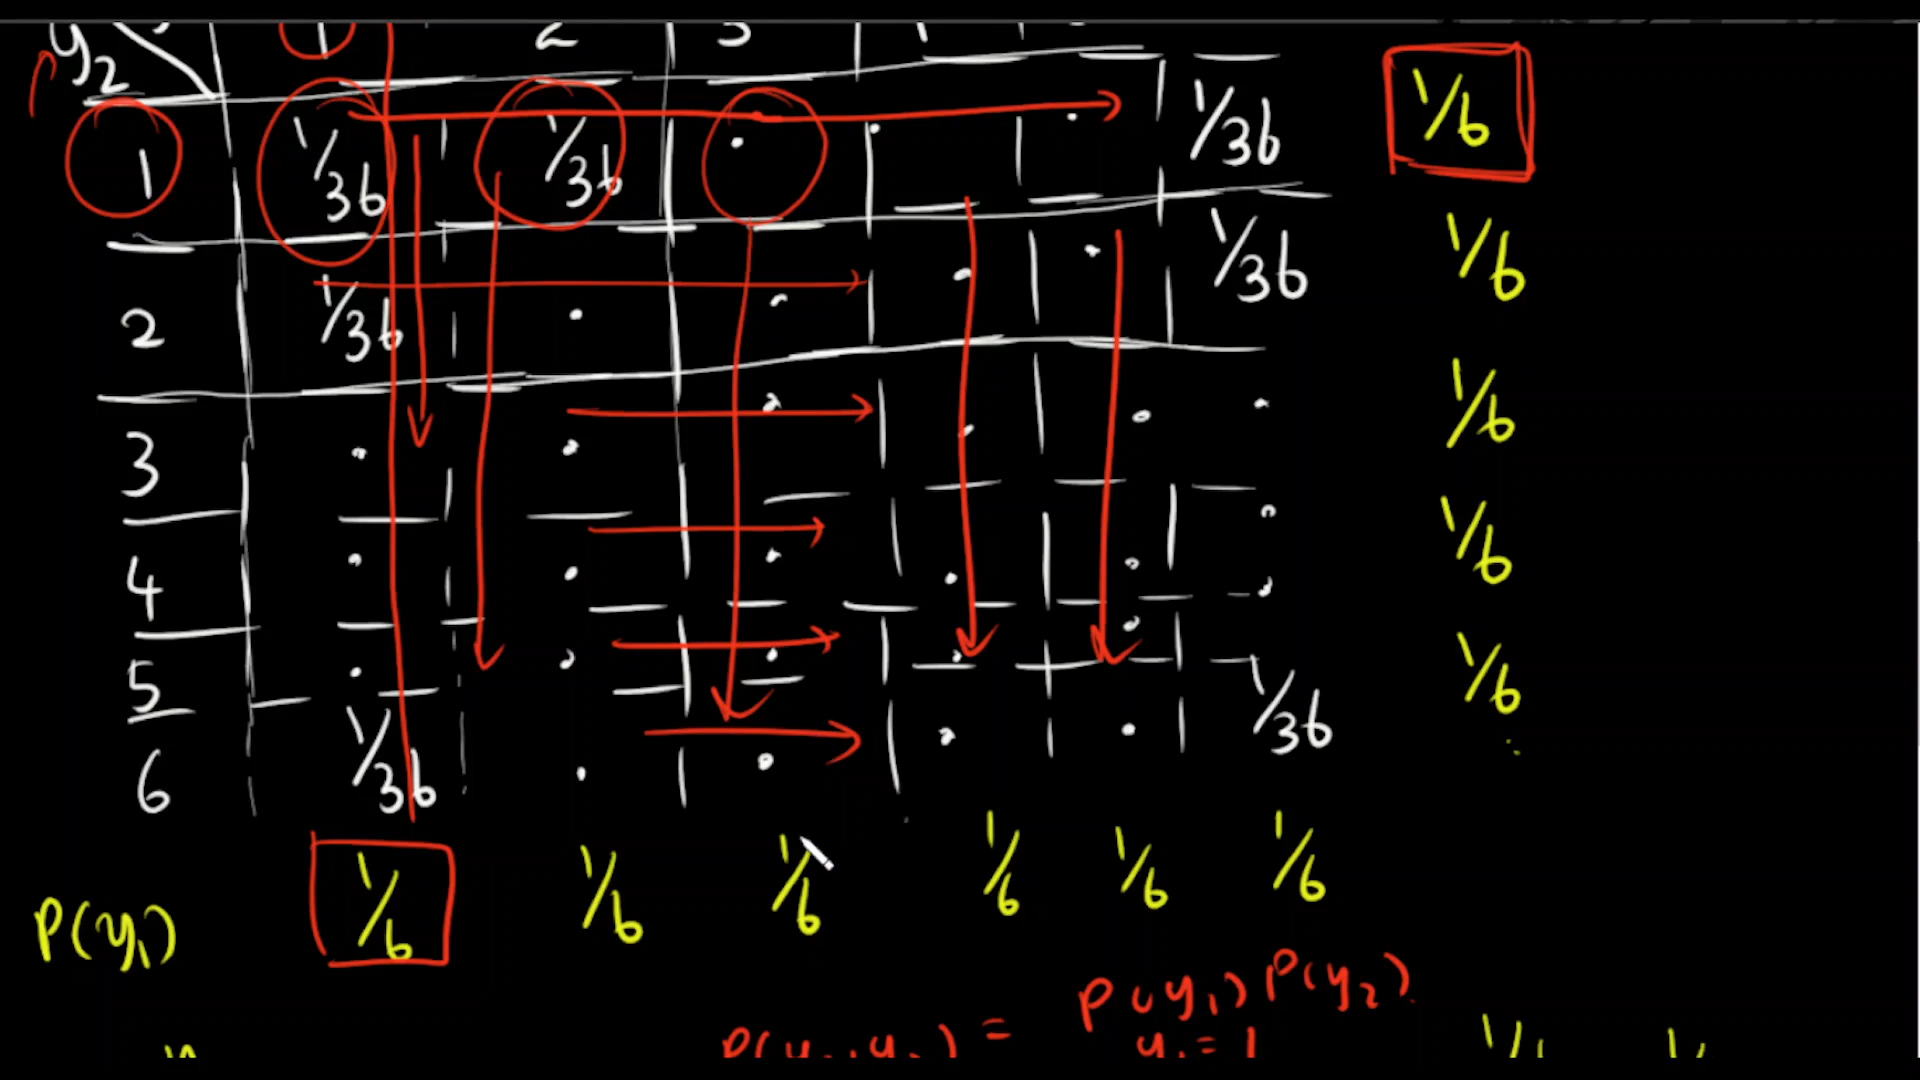 y₂ 1 2 3
1 1/36 1/36 1/36 1/6
2 1/36 1/36 1/6
3 1/6
4 1/6
5 1/6
6 1/36 1/36
P(y₁) 1/6 1/6 1/6 1/6 1/6 1/6
= P(y₁) P(y₂)
y₁ = 1